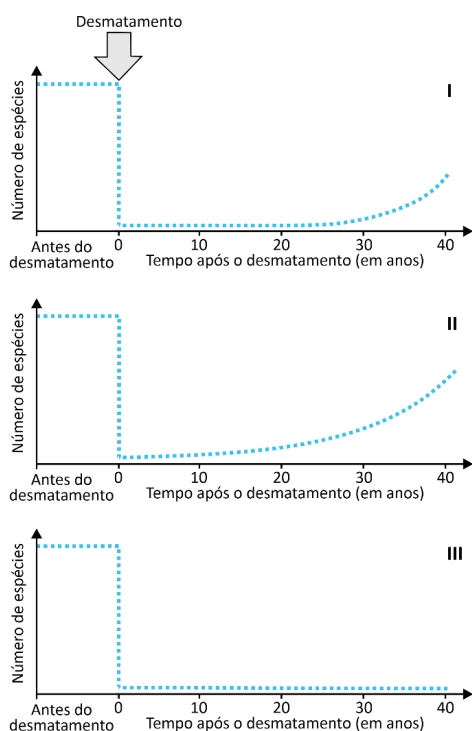 Desmatamento
I
Número de espécies
Antes do
desmatamento
0 10 20 30 40
Tempo após o desmatamento (em anos)
II
Número de espécies
Antes do
desmatamento
0 10 20 30 40
Tempo após o desmatamento (em anos)
III
Número de espécies
Antes do
desmatamento
0 10 20 30 40
Tempo após o desmatamento (em anos)